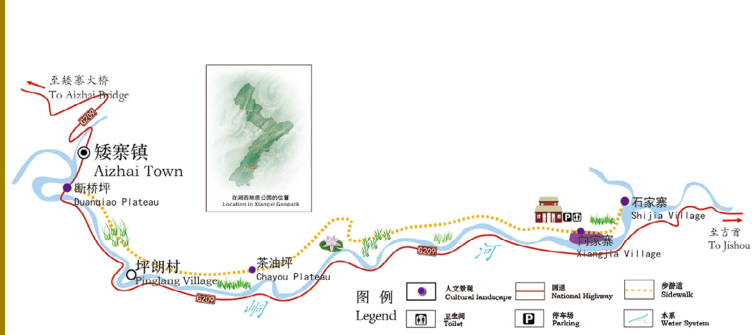 至矮寨大桥
To Aizhai Bridge
G209
矮寨镇
Aizhai Town
断桥坪
Duanqiao Plateau
在湘西地质公园的位置
Location in Xiangxi Geopark
石家寨
Shijia Village
P
向家寨
Xiangjia Village
至吉首
To Jishou
坪朗村
Pinglang Village
茶油坪
Chayou Plateau
G209
G209
峒
河
图 例
Legend
人文景观
Cultural landscape
国道
National Highway
步游道
Sidewalk
卫生间
Toilet
P
停车场
Parking
水系
Water System